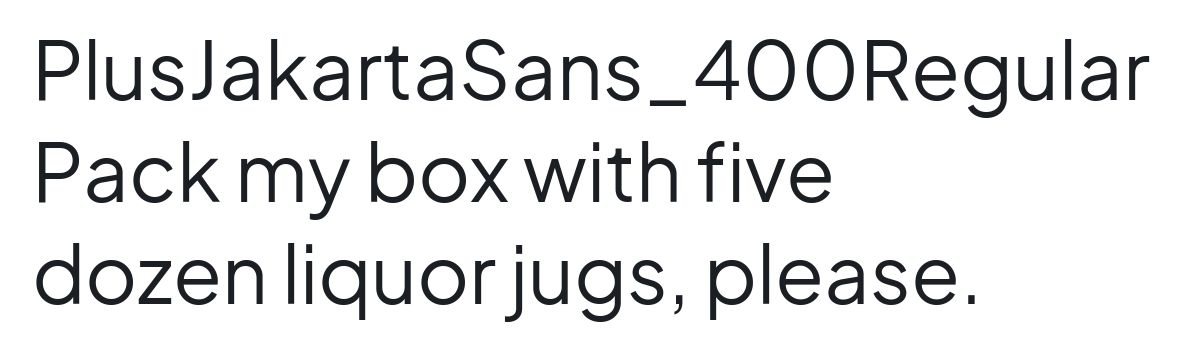 PlusJakartaSans_400Regular
Pack my box with five
dozen liquor jugs, please.